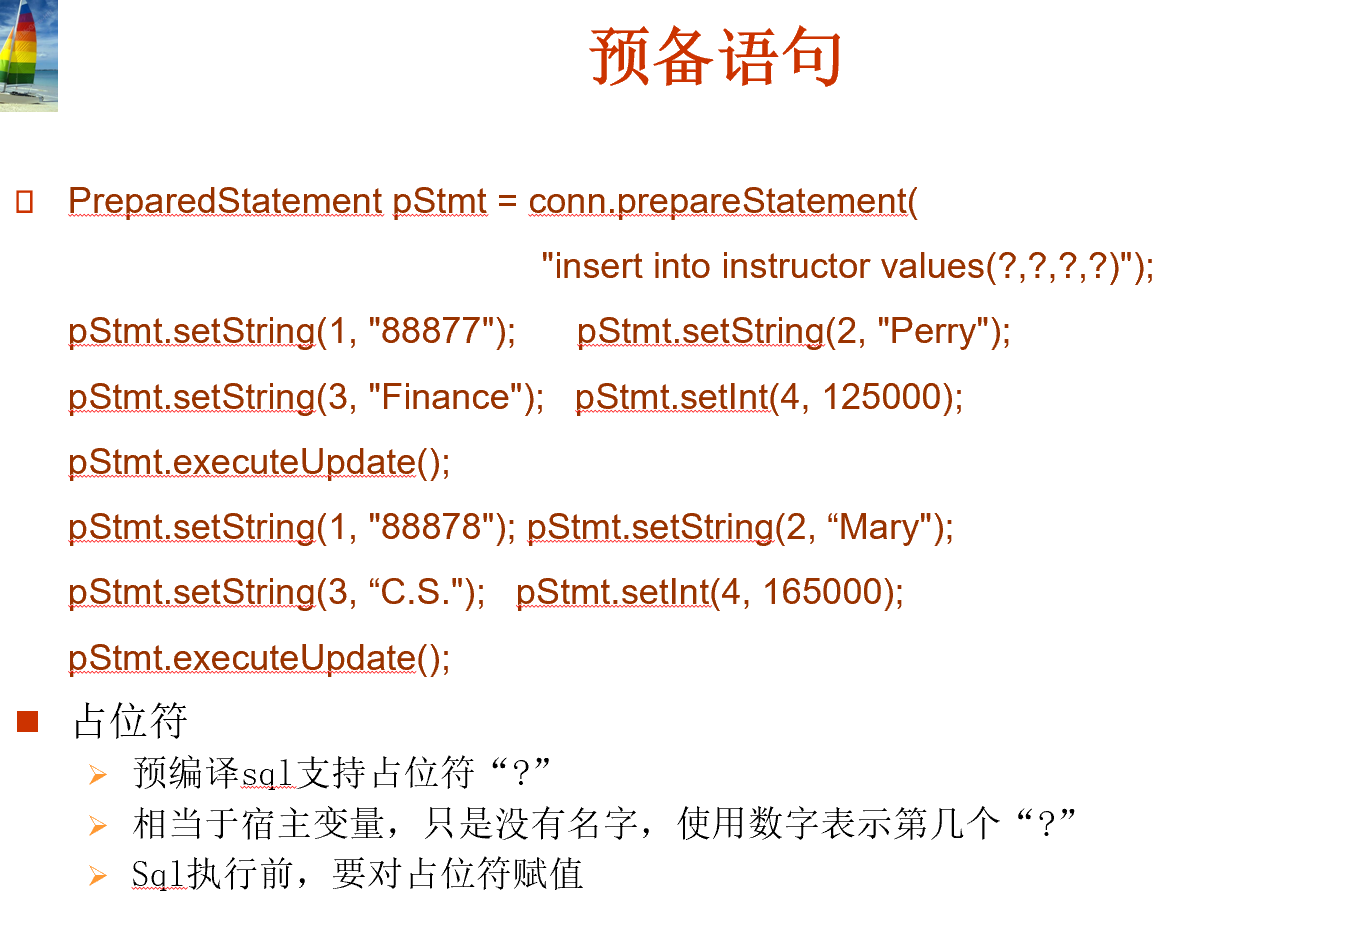 预备语句
PreparedStatement pStmt = conn.prepareStatement(
"insert into instructor values(?,?,?,?)");
pStmt.setString(1, "88877"); pStmt.setString(2, "Perry");
pStmt.setString(3, "Finance"); pStmt.setInt(4, 125000);
pStmt.executeUpdate();
pStmt.setString(1, "88878"); pStmt.setString(2, “Mary");
pStmt.setString(3, “C.S."); pStmt.setInt(4, 165000);
pStmt.executeUpdate();
占位符
预编译sql支持占位符“?”
相当于宿主变量，只是没有名字，使用数字表示第几个“?”
Sql执行前，要对占位符赋值